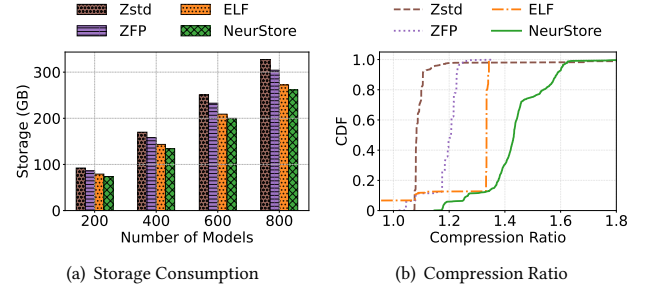 Zstd ELF
ZFP NeurStore
Storage (GB)
300
200
100
0
200 400 600 800
Number of Models
(a) Storage Consumption
Zstd ELF
ZFP NeurStore
CDF
1.0
0.8
0.6
0.4
0.2
0
1.0 1.2 1.4 1.6 1.8
Compression Ratio
(b) Compression Ratio